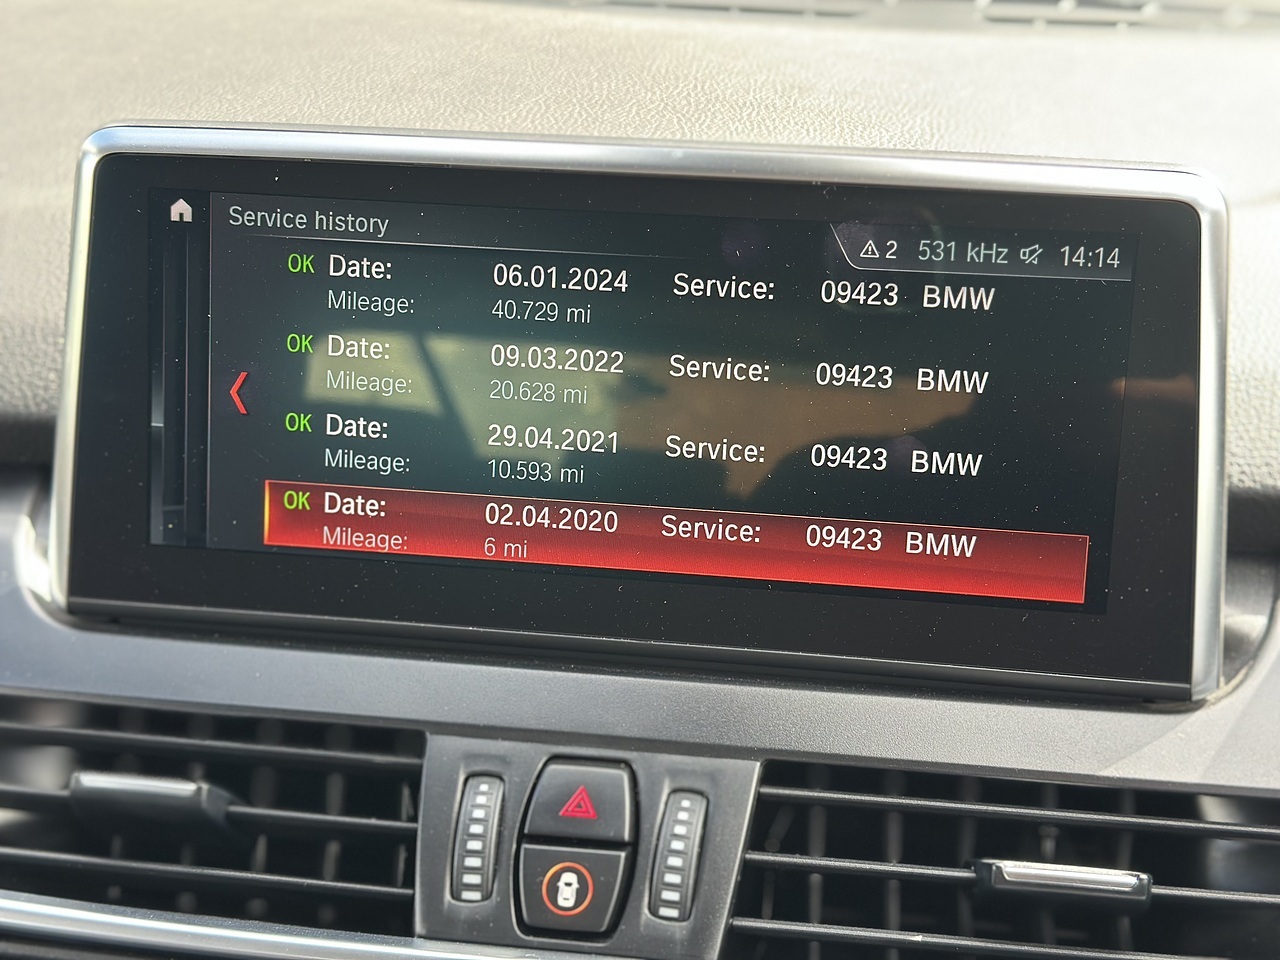 Service history
2 531 kHz 14:14
OK Date: 06.01.2024 Service: 09423 BMW
Mileage: 40.729 mi
OK Date: 09.03.2022 Service: 09423 BMW
Mileage: 20.628 mi
OK Date: 29.04.2021 Service: 09423 BMW
Mileage: 10.593 mi
OK Date: 02.04.2020 Service: 09423 BMW
Mileage: 6 mi